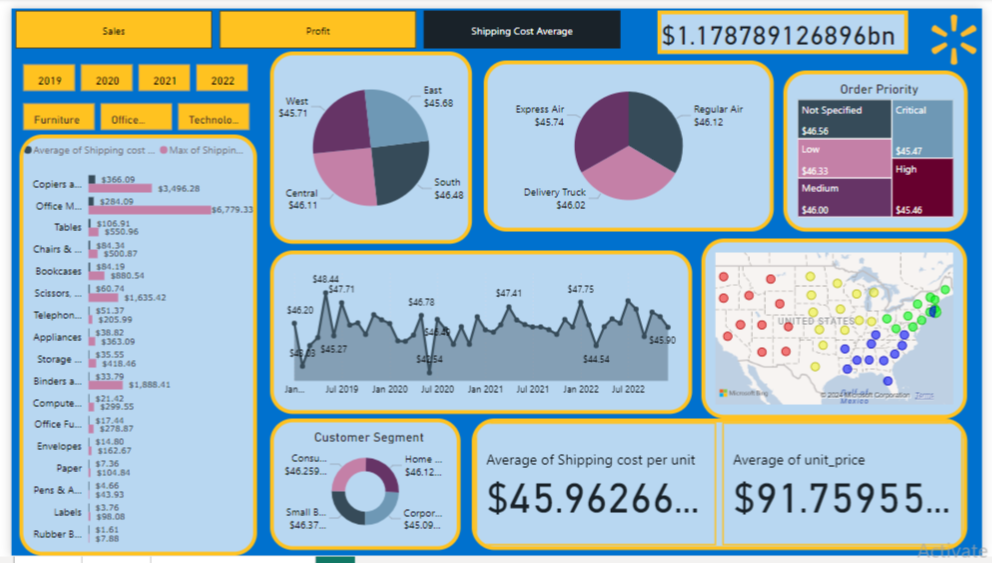 Sales
Profit
Shipping Cost Average
$1.178789126896bn
2019
2020
2021
2022
Furniture
Office...
Technolo...
Average of Shipping cost ...
Max of Shippin...
Copiers a...
$366.09
$3,496.28
Office M...
$284.09
$6,779.33
Tables
$106.91
$550.96
Chairs & ...
$84.34
$500.87
Bookcases
$84.19
$880.54
Scissors, ...
$60.74
$1,635.42
Telephon...
$51.37
$205.99
Appliances
$38.82
$363.09
Storage ...
$35.55
$418.46
Binders a...
$33.79
$1,888.41
Compute...
$21.42
$299.55
Office Fu...
$17.44
$278.87
Envelopes
$14.80
$162.67
Paper
$7.36
$104.84
Pens & A...
$4.66
$43.93
Labels
$3.76
$98.08
Rubber B...
$1.61
$7.88
West
$45.71
East
$45.68
Central
$46.11
South
$46.48
Express Air
$45.74
Regular Air
$46.12
Delivery Truck
$46.02
Order Priority
Not Specified
$46.56
Low
$46.33
Medium
$46.00
Critical
$45.47
High
$45.46
$46.20
$48.44
$47.71
$45.27
$46.78
$47.41
$47.75
$44.54
$45.90
Jan...
Jul 2019
Jan 2020
Jul 2020
Jan 2021
Jul 2021
Jan 2022
Jul 2022
UNITED STATES
Gulf of
Mexico
Microsoft Bing
© 2024 Microsoft Corporation
Terms
Customer Segment
Consu...
$46.259...
Home ...
$46.12...
Small B...
$46.37...
Corpor...
$45.09...
Average of Shipping cost per unit
$45.96266...
Average of unit_price
$91.75955...
Activate